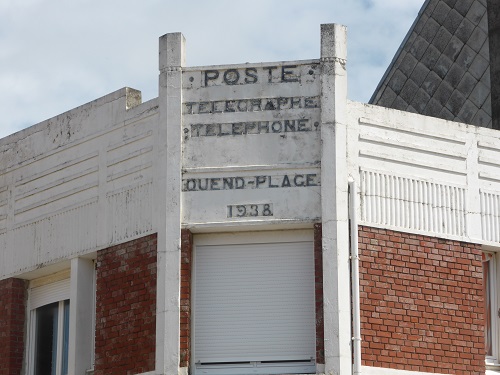 · POSTE ·
TELEGRAPHE
· TELEPHONE ·
QUEND-PLAGE
1938